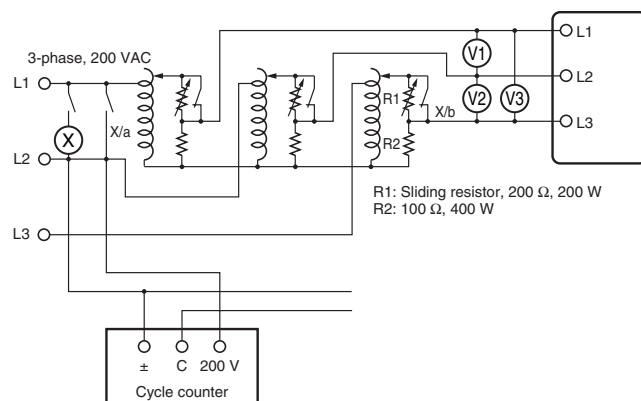 3-phase, 200 VAC
L1
X
X/a
L2
L3
R1
X/b
R2
V1
V2
V3
L1
L2
L3
R1: Sliding resistor, 200 Ω, 200 W
R2: 100 Ω, 400 W
±
C
200 V
Cycle counter